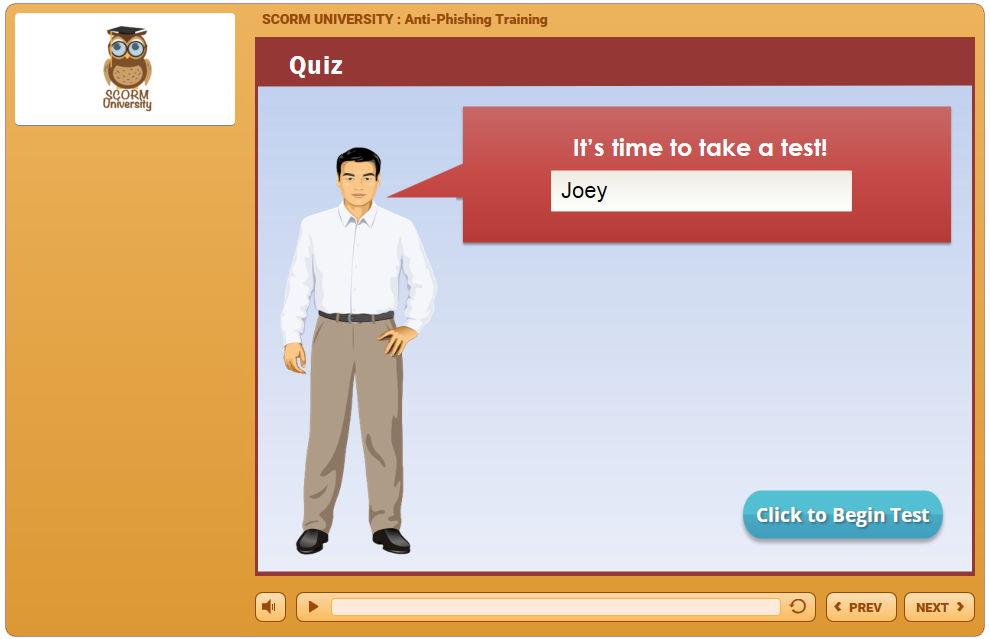 SCORM UNIVERSITY : Anti-Phishing Training
SCORM
University
Quiz
It's time to take a test!
Joey
Click to Begin Test
PREV
NEXT